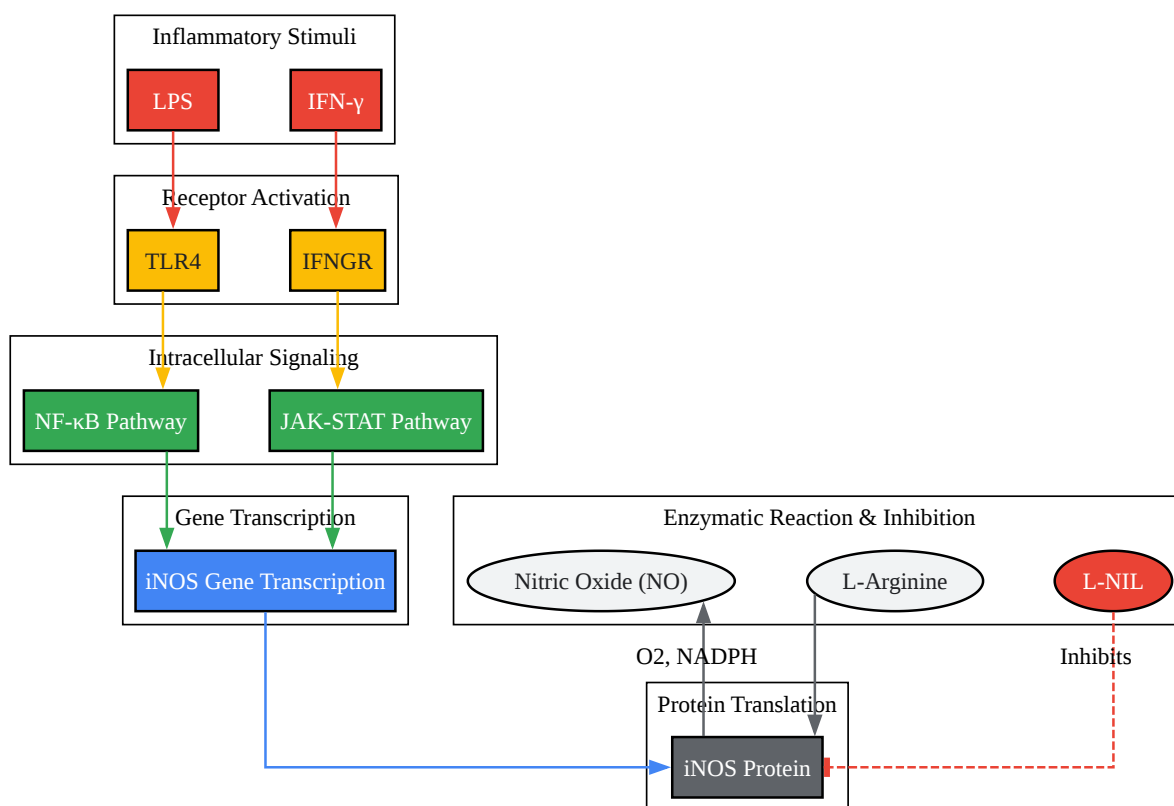 Inflammatory Stimuli
LPS
IFN-γ
Receptor Activation
TLR4
IFNGR
Intracellular Signaling
NF-κB Pathway
JAK-STAT Pathway
Gene Transcription
iNOS Gene Transcription
Enzymatic Reaction & Inhibition
Nitric Oxide (NO)
L-Arginine
L-NIL
O2, NADPH
Inhibits
Protein Translation
iNOS Protein